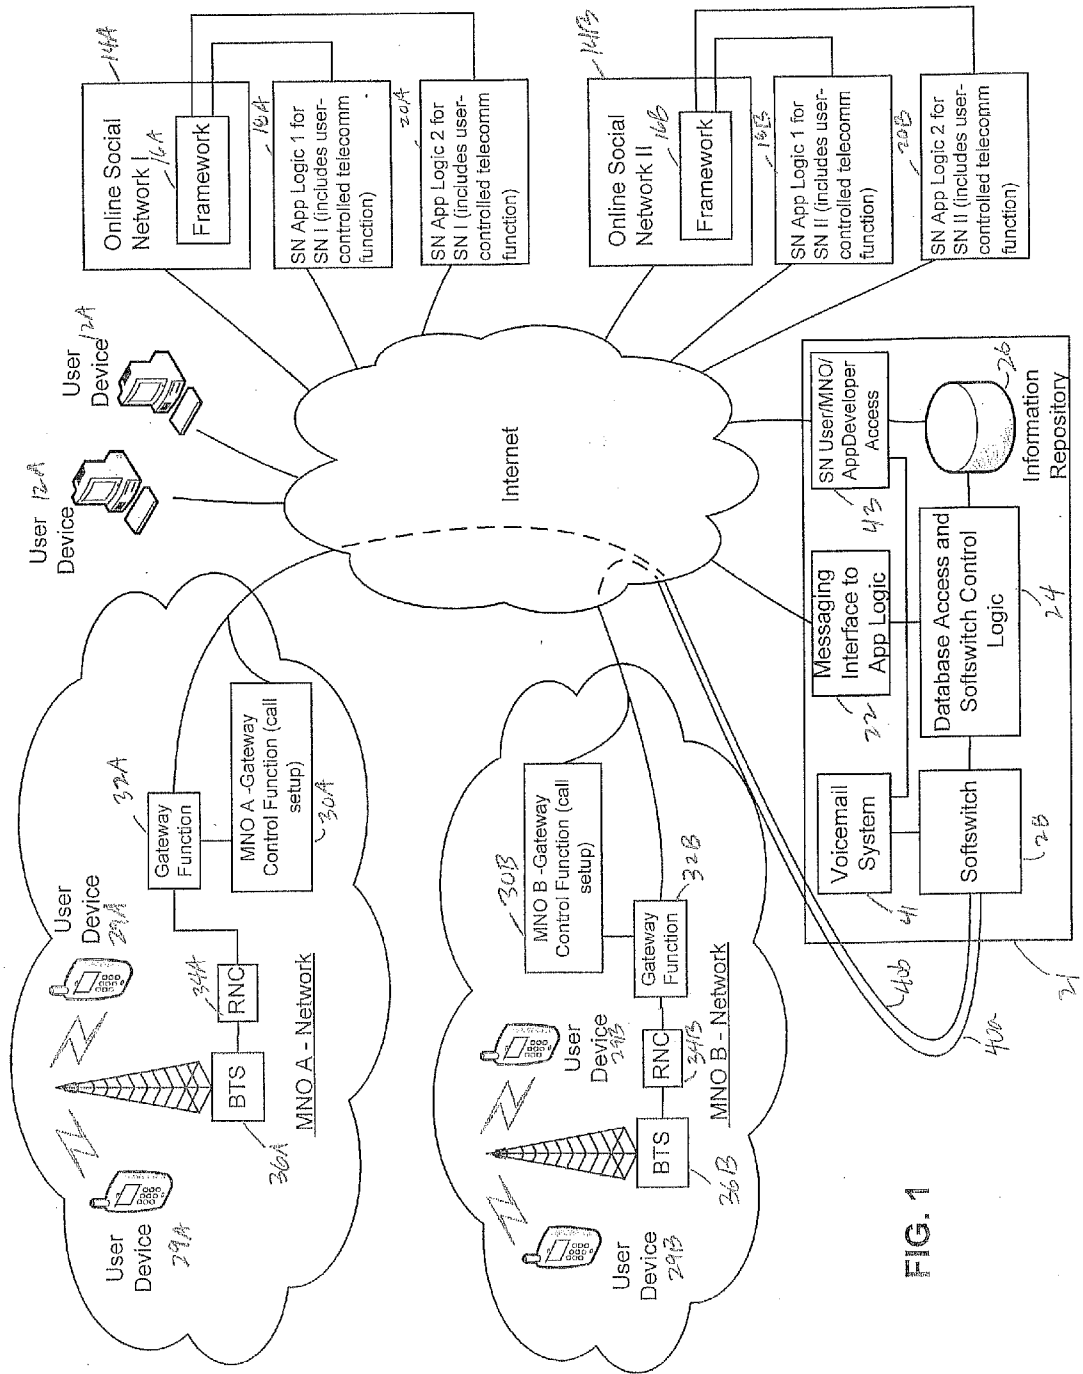 14A
Online Social
Network I
16A
Framework
18A
SN App Logic 1 for
SN I (includes user-
controlled telecomm
function)
20A
SN App Logic 2 for
SN I (includes user-
controlled telecomm
function)
14B
Online Social
Network II
16B
Framework
18B
SN App Logic 1 for
SN II (includes user-
controlled telecomm
function)
20B
SN App Logic 2 for
SN II (includes user-
controlled telecomm
function)
User
Device 12A
User 12A
Device
Internet
SN User/MNO/
AppDeveloper
Access
43
26
Information
Repository
Messaging
Interface to
App Logic
22
Database Access and
Softswitch Control
Logic
24
Voicemail
System
41
Softswitch
28
21
40b
40a
32A
Gateway
Function
MNO A -Gateway
Control Function (call
setup)
30A
User
Device
29A
34A
RNC
BTS
36A
MNO A - Network
User
Device
29A
30B
MNO B -Gateway
Control Function (call
setup)
32B
Gateway
Function
User
Device
29B
RNC
34B
BTS
36B
MNO B - Network
User
Device
29B
FIG. 1